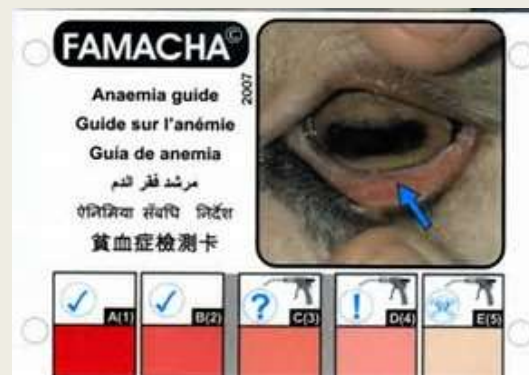 FAMACHA©
2007
Anaemia guide
Guide sur l'anémie
Guía de anemia
مرشد فقر الدم
ऐनिमिया संबधि निर्देश
貧血症檢測卡
✓ A(1)
✓ B(2)
? C(3)
! D(4)
E(5)